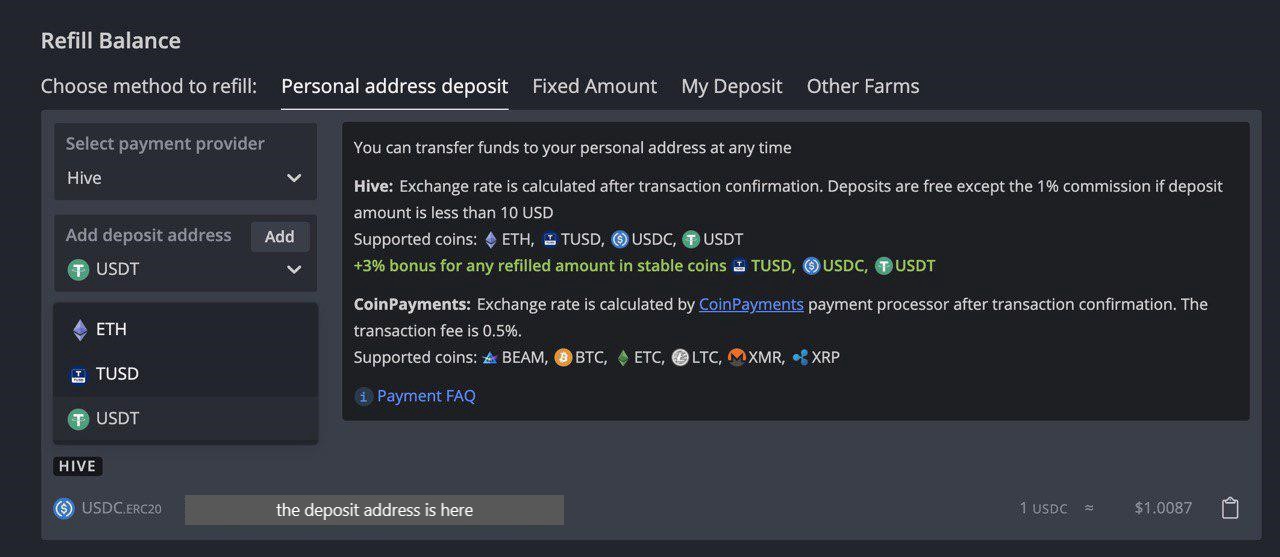 Refill Balance
Choose method to refill: Personal address deposit Fixed Amount My Deposit Other Farms
Select payment provider
Hive
Add deposit address Add
USDT
ETH
TUSD
USDT
You can transfer funds to your personal address at any time
Hive: Exchange rate is calculated after transaction confirmation. Deposits are free except the 1% commission if deposit
amount is less than 10 USD
Supported coins: ETH, TUSD, USDC, USDT
+3% bonus for any refilled amount in stable coins TUSD, USDC, USDT
CoinPayments: Exchange rate is calculated by CoinPayments payment processor after transaction confirmation. The
transaction fee is 0.5%.
Supported coins: BEAM, BTC, ETC, LTC, XMR, XRP
Payment FAQ
HIVE
USDC.ERC20 the deposit address is here 1 USDC ≈ $1.0087